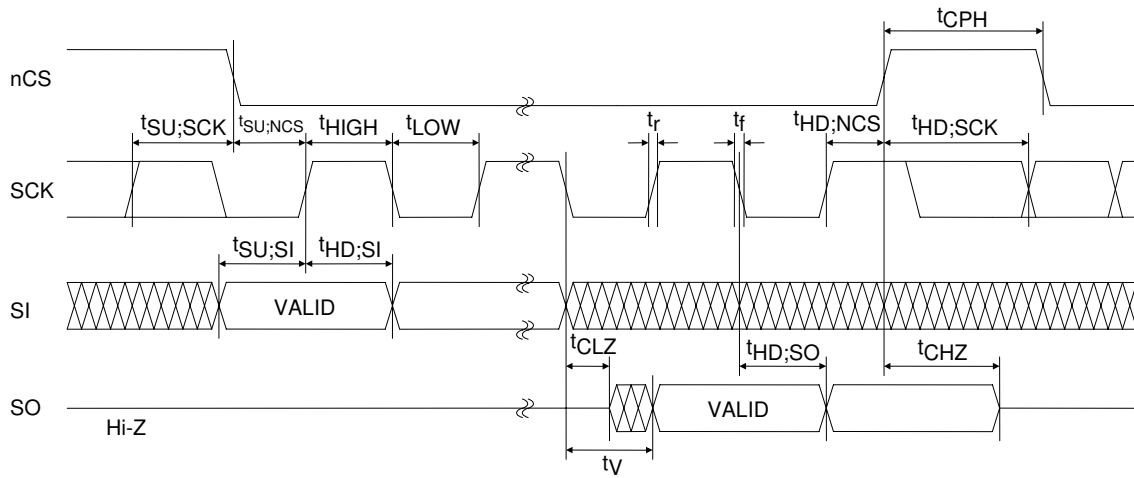 tCPH
nCS
tSU;SCK tSU;NCS tHIGH tLOW tr tf tHD;NCS tHD;SCK
SCK
tSU;SI tHD;SI
SI VALID
tCLZ tHD;SO tCHZ
SO VALID
Hi-Z
tV